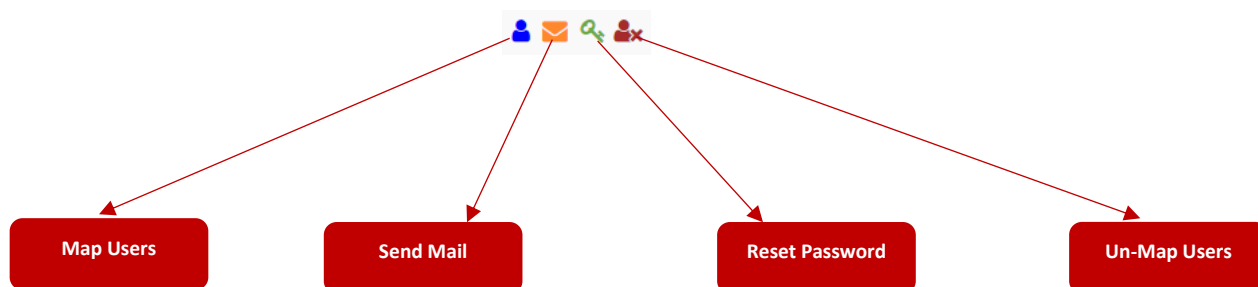 Map Users
Send Mail
Reset Password
Un-Map Users